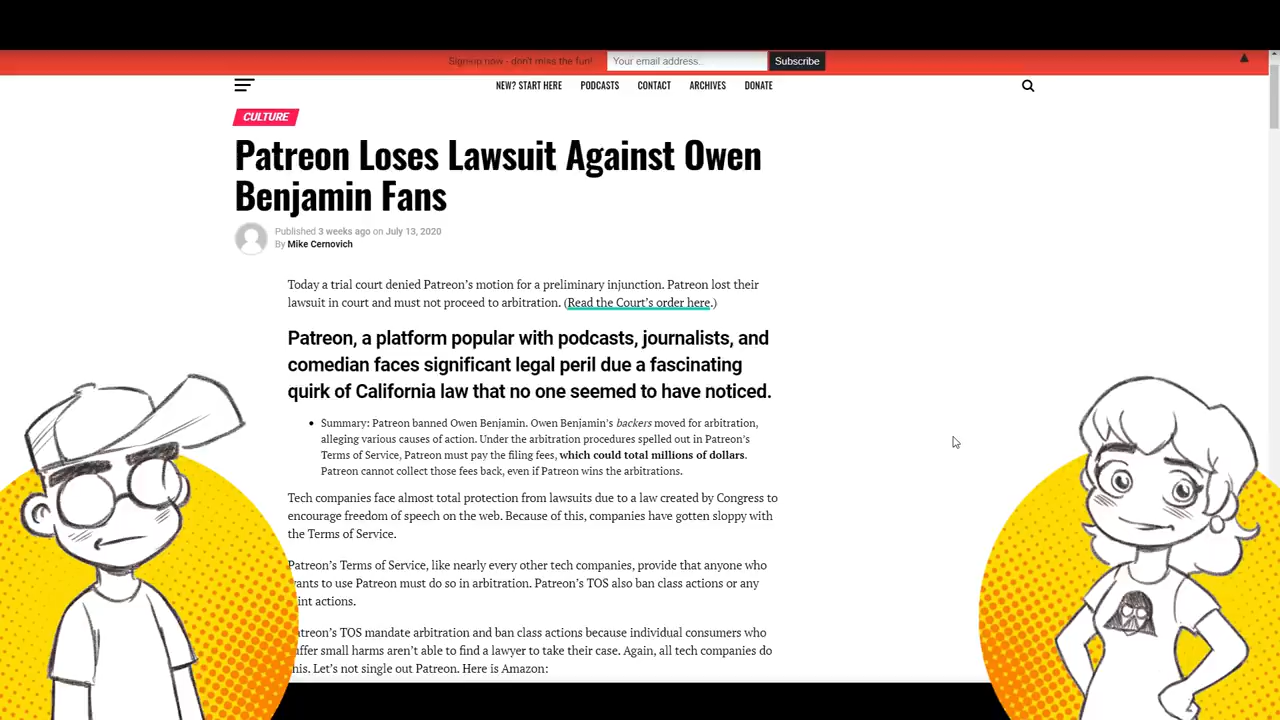 Signup now - don't miss the fun!
Subscribe
Your email address..
NEW? START HERE
PODCASTS
CONTACT
ARCHIVES
DONATE
CULTURE
Patreon Loses Lawsuit Against Owen
Benjamin Fans
Published 3 weeks ago on July 13, 2020
By Mike Cernovich
Today a trial court denied Patreon's motion for a preliminary injunction. Patreon lost their
lawsuit in court and must not proceed to arbitration. (Read the Court's order here.)
Patreon, a platform popular with podcasts, journalists, and
comedian faces significant legal peril due a fascinating
quirk of California law that no one seemed to have noticed.
• Summary: Patreon banned Owen Benjamin. Owen Benjamin's backers moved for arbitration,
alleging various causes of action. Under the arbitration procedures spelled out in Patreon's
Terms of Service, Patreon must pay the filing fees, which could total millions of dollars.
Patreon cannot collect those fees back, even if Patreon wins the arbitrations.
Tech companies face almost total protection from lawsuits due to a law created by Congress to
encourage freedom of speech on the web. Because of this, companies have gotten sloppy with
the Terms of Service.
Patreon's Terms of Service, like nearly every other tech companies, provide that anyone who
ants to use Patreon must do so in arbitration. Patreon's TOS also ban class actions or any
int actions.
atreon's TOS mandate arbitration and ban class actions because individual consumers who
uffer small harms aren't able to find a lawyer to take their case. Again, all tech companies do
his. Let's not single out Patreon. Here is Amazon: